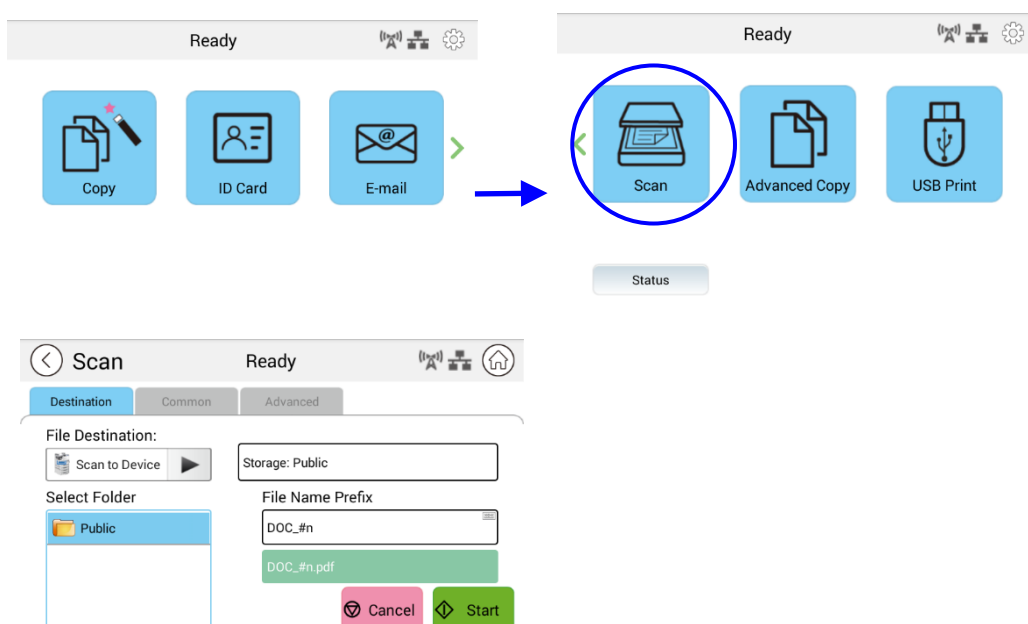 Ready
Copy
ID Card
@
E-mail
Ready
Scan
Advanced Copy
USB Print
Status
Scan
Ready
Destination
Common
Advanced
File Destination:
Scan to Device
Storage: Public
Select Folder
File Name Prefix
Public
DOC_#n
DOC_#n.pdf
Cancel
Start